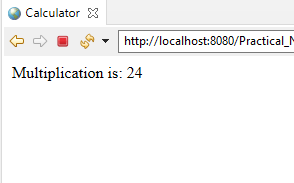 Calculator
http://localhost:8080/Practical_N
Multiplication is: 24